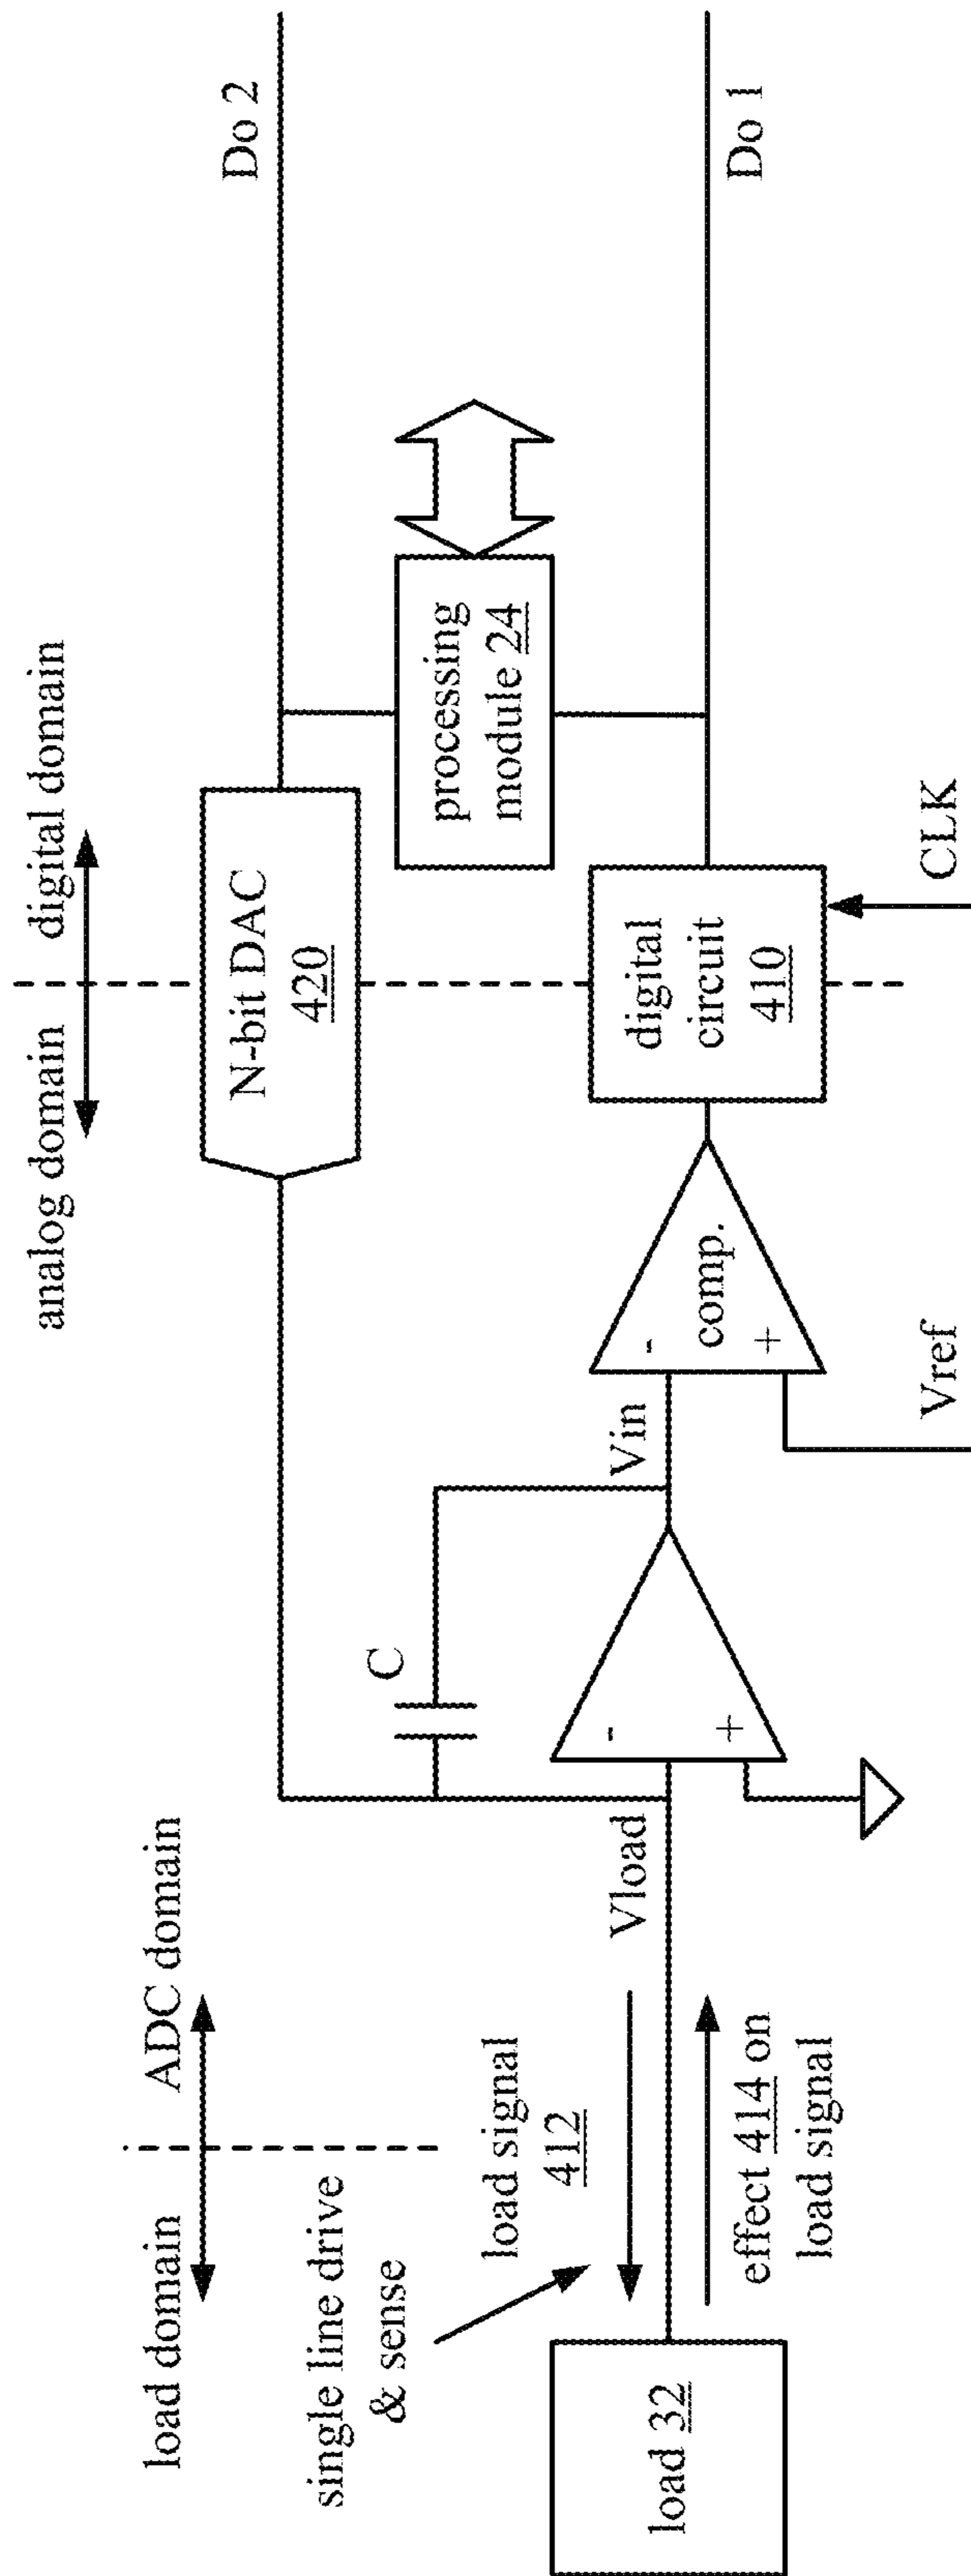 load domain
ADC domain
analog domain
digital domain
single line drive
& sense
load signal
412
effect 414 on
load signal
load 32
Vload
C
-
+
Vin
-
+
comp.
Vref
N-bit DAC
420
digital
circuit
410
CLK
processing
module 24
Do 2
Do 1